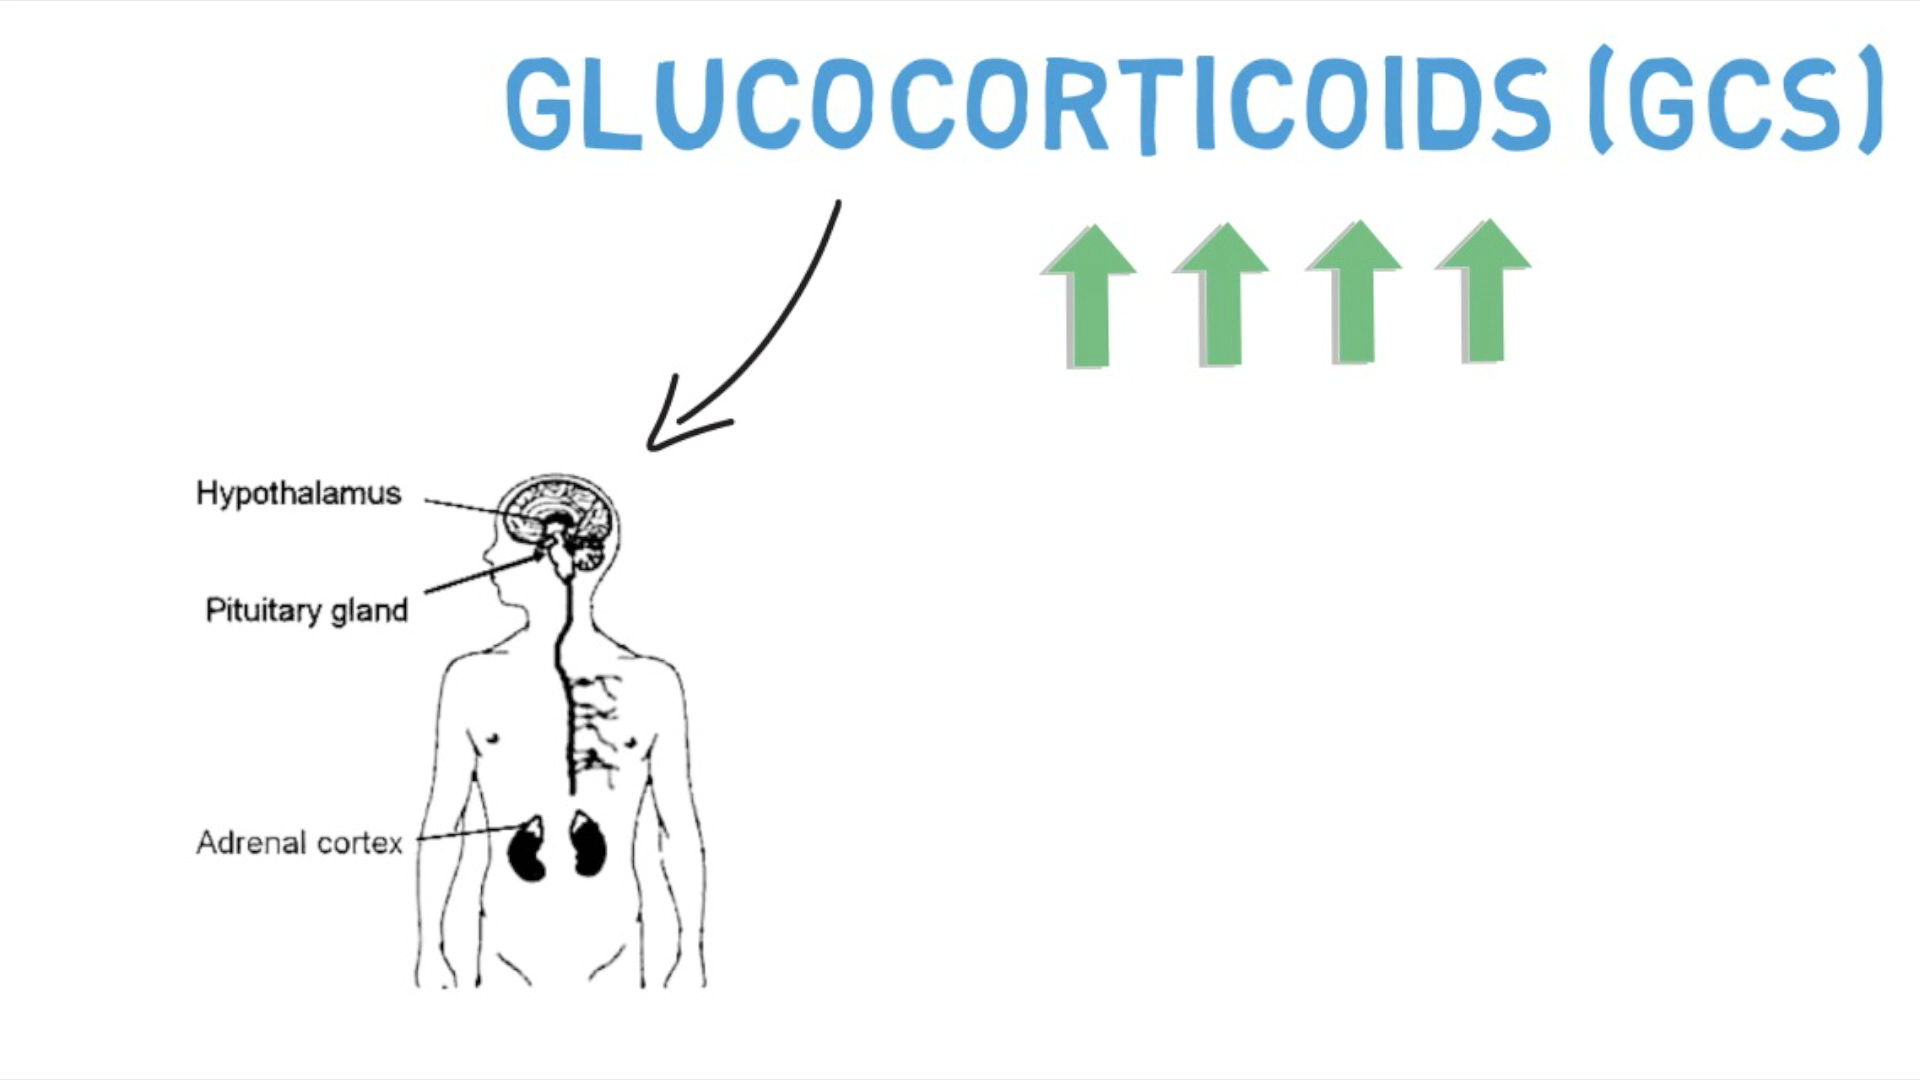 GLUCOCORTICOIDS (GCS)
Hypothalamus
Pituitary gland
Adrenal cortex